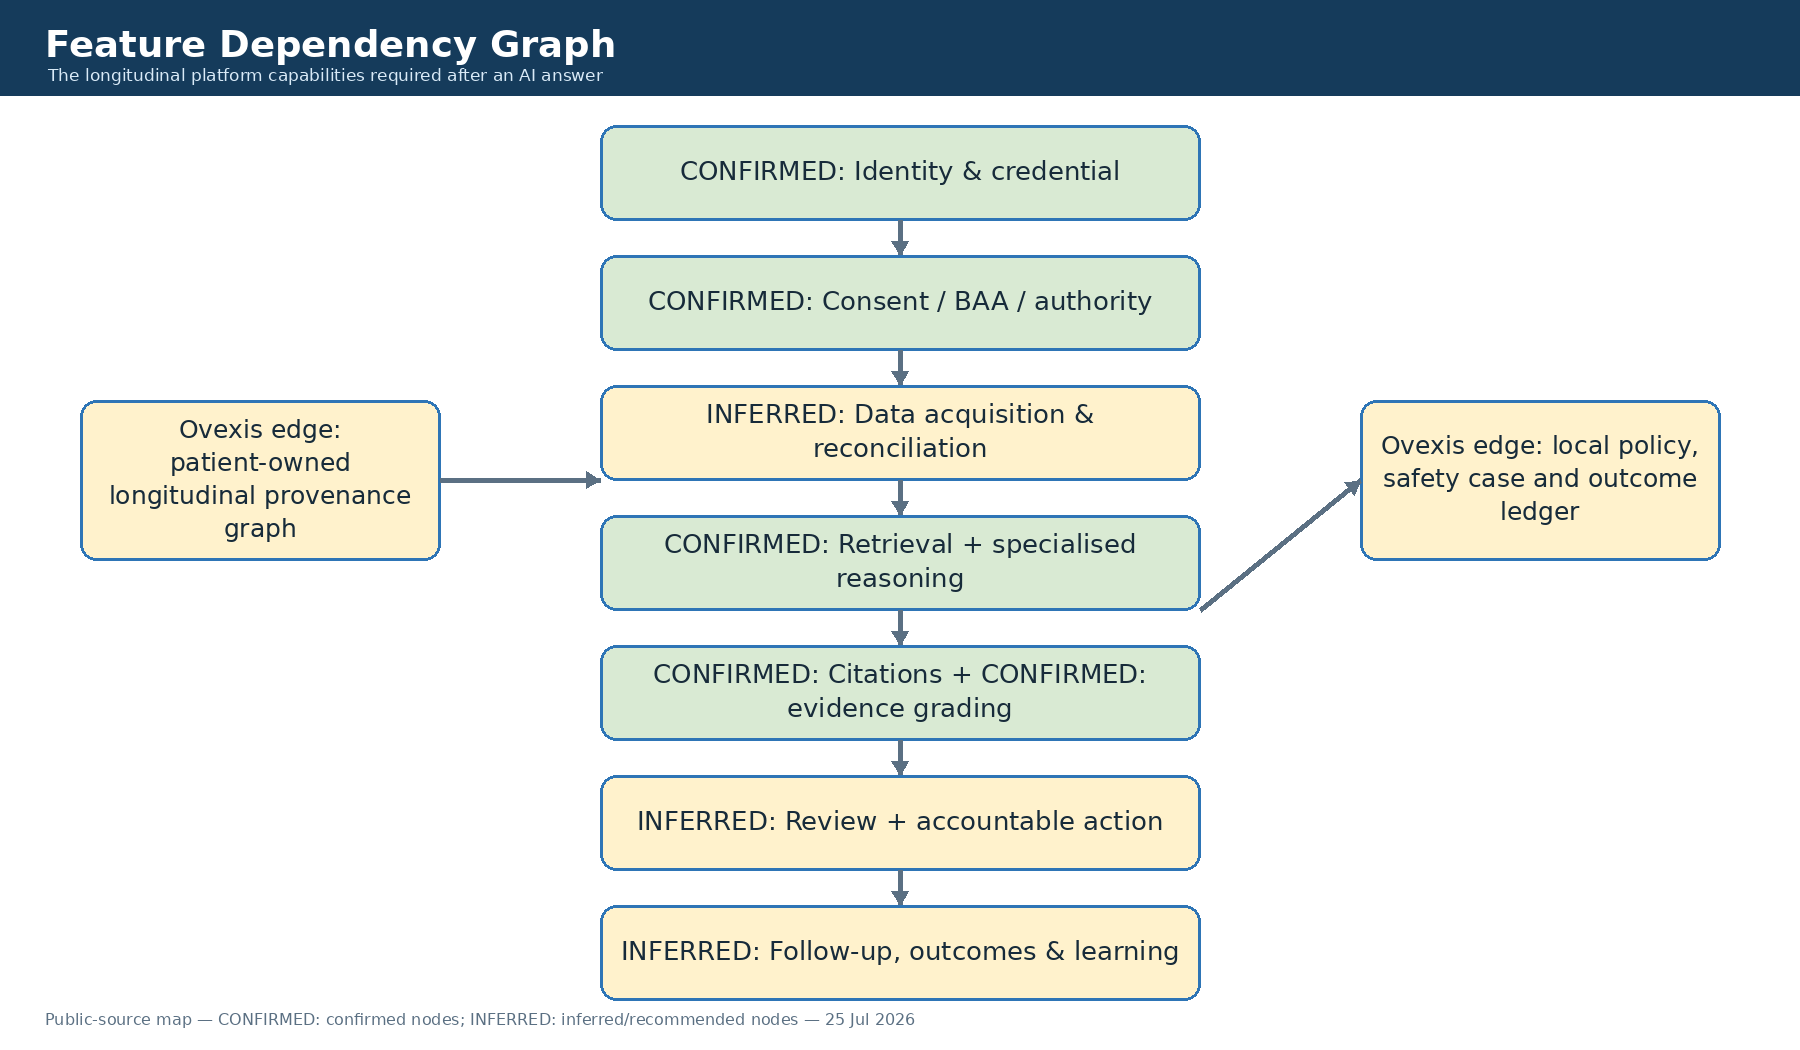 Feature Dependency Graph
The longitudinal platform capabilities required after an AI answer
CONFIRMED: Identity & credential
CONFIRMED: Consent / BAA / authority
INFERRED: Data acquisition &
reconciliation
Ovexis edge:
patient-owned
longitudinal provenance
graph
Ovexis edge: local policy,
safety case and outcome
ledger
CONFIRMED: Retrieval + specialised
reasoning
CONFIRMED: Citations + CONFIRMED:
evidence grading
INFERRED: Review + accountable action
INFERRED: Follow-up, outcomes & learning
Public-source map — CONFIRMED: confirmed nodes; INFERRED: inferred/recommended nodes — 25 Jul 2026